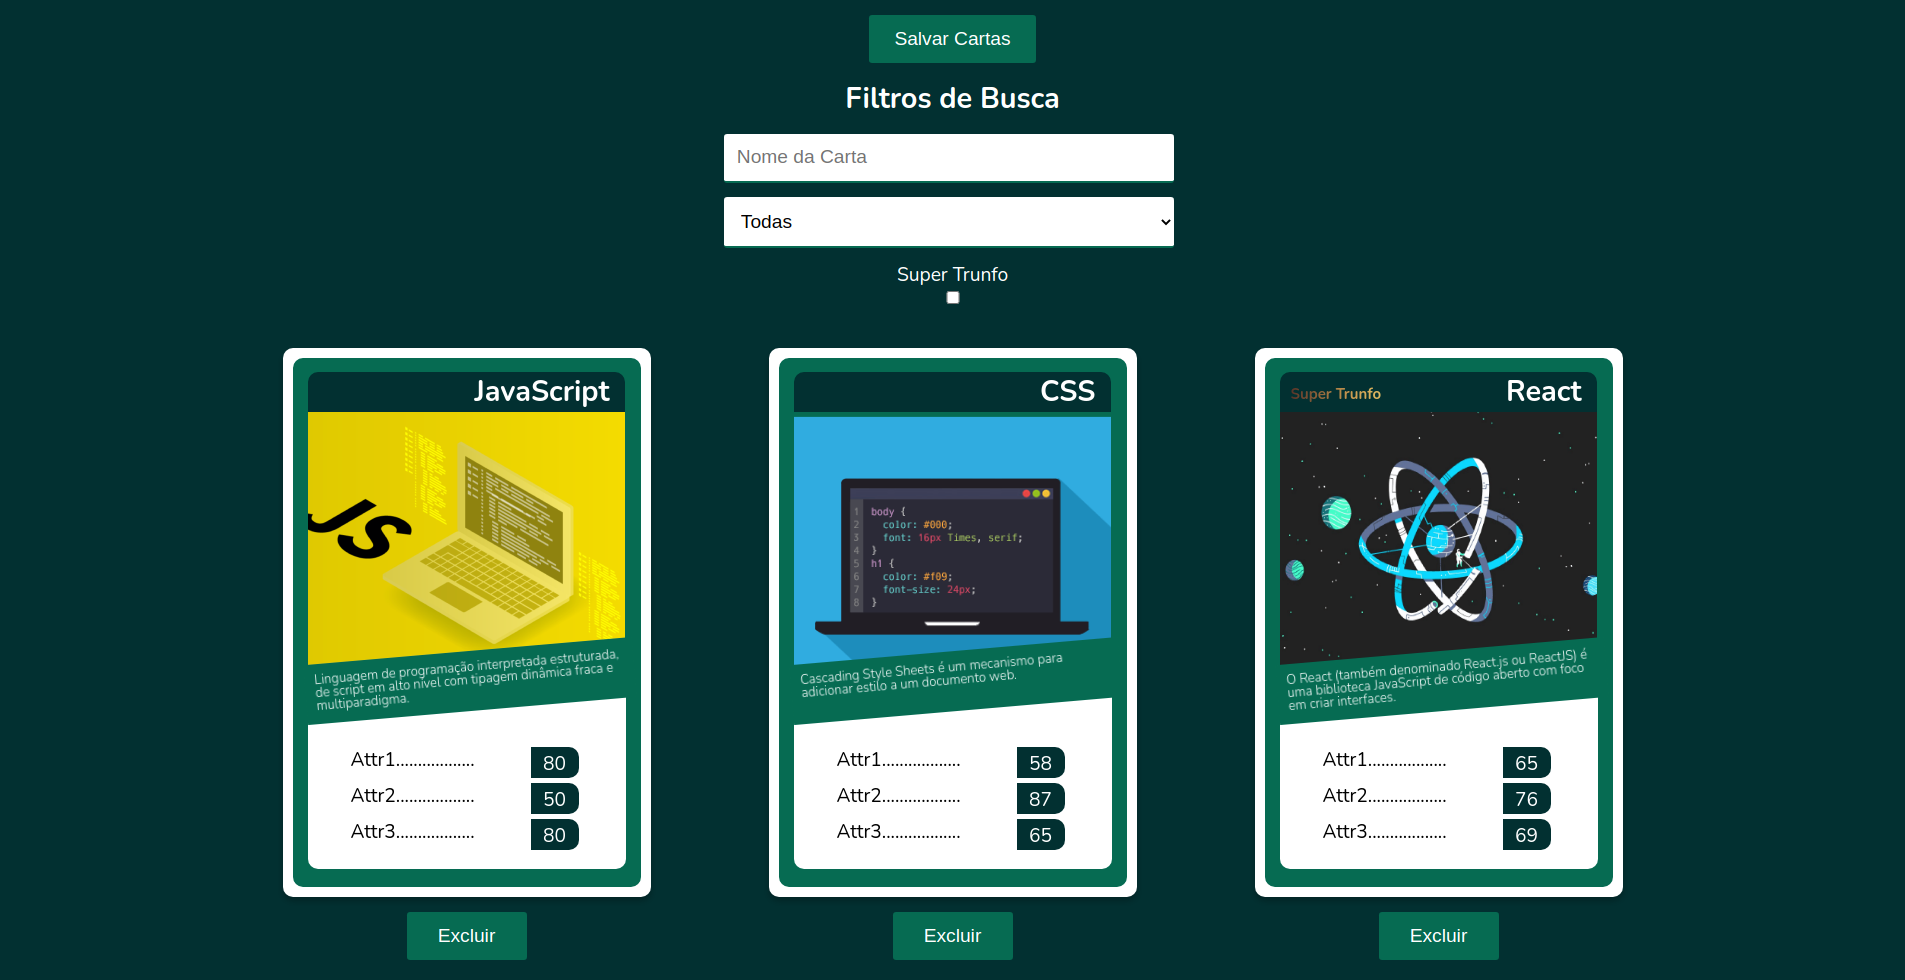 Salvar Cartas
Filtros de Busca
Nome da Carta
Todas
Super Trunfo
JavaScript
JS
Linguagem de programação interpretada estruturada,
de script em alto nível com tipagem dinâmica fraca e
multiparadigma.
Attr1.................. 80
Attr2.................. 50
Attr3.................. 80
Excluir
CSS
1 body {
2 color: #000;
3 font: 16px Times, serif;
4 }
5 h1 {
6 color: #f09;
7 font-size: 24px;
8 }
Cascading Style Sheets é um mecanismo para
adicionar estilo a um documento web.
Attr1.................. 58
Attr2.................. 87
Attr3.................. 65
Excluir
Super Trunfo React
O React (também denominado React.js ou ReactJS) é
uma biblioteca JavaScript de código aberto com foco
em criar interfaces.
Attr1.................. 65
Attr2.................. 76
Attr3.................. 69
Excluir